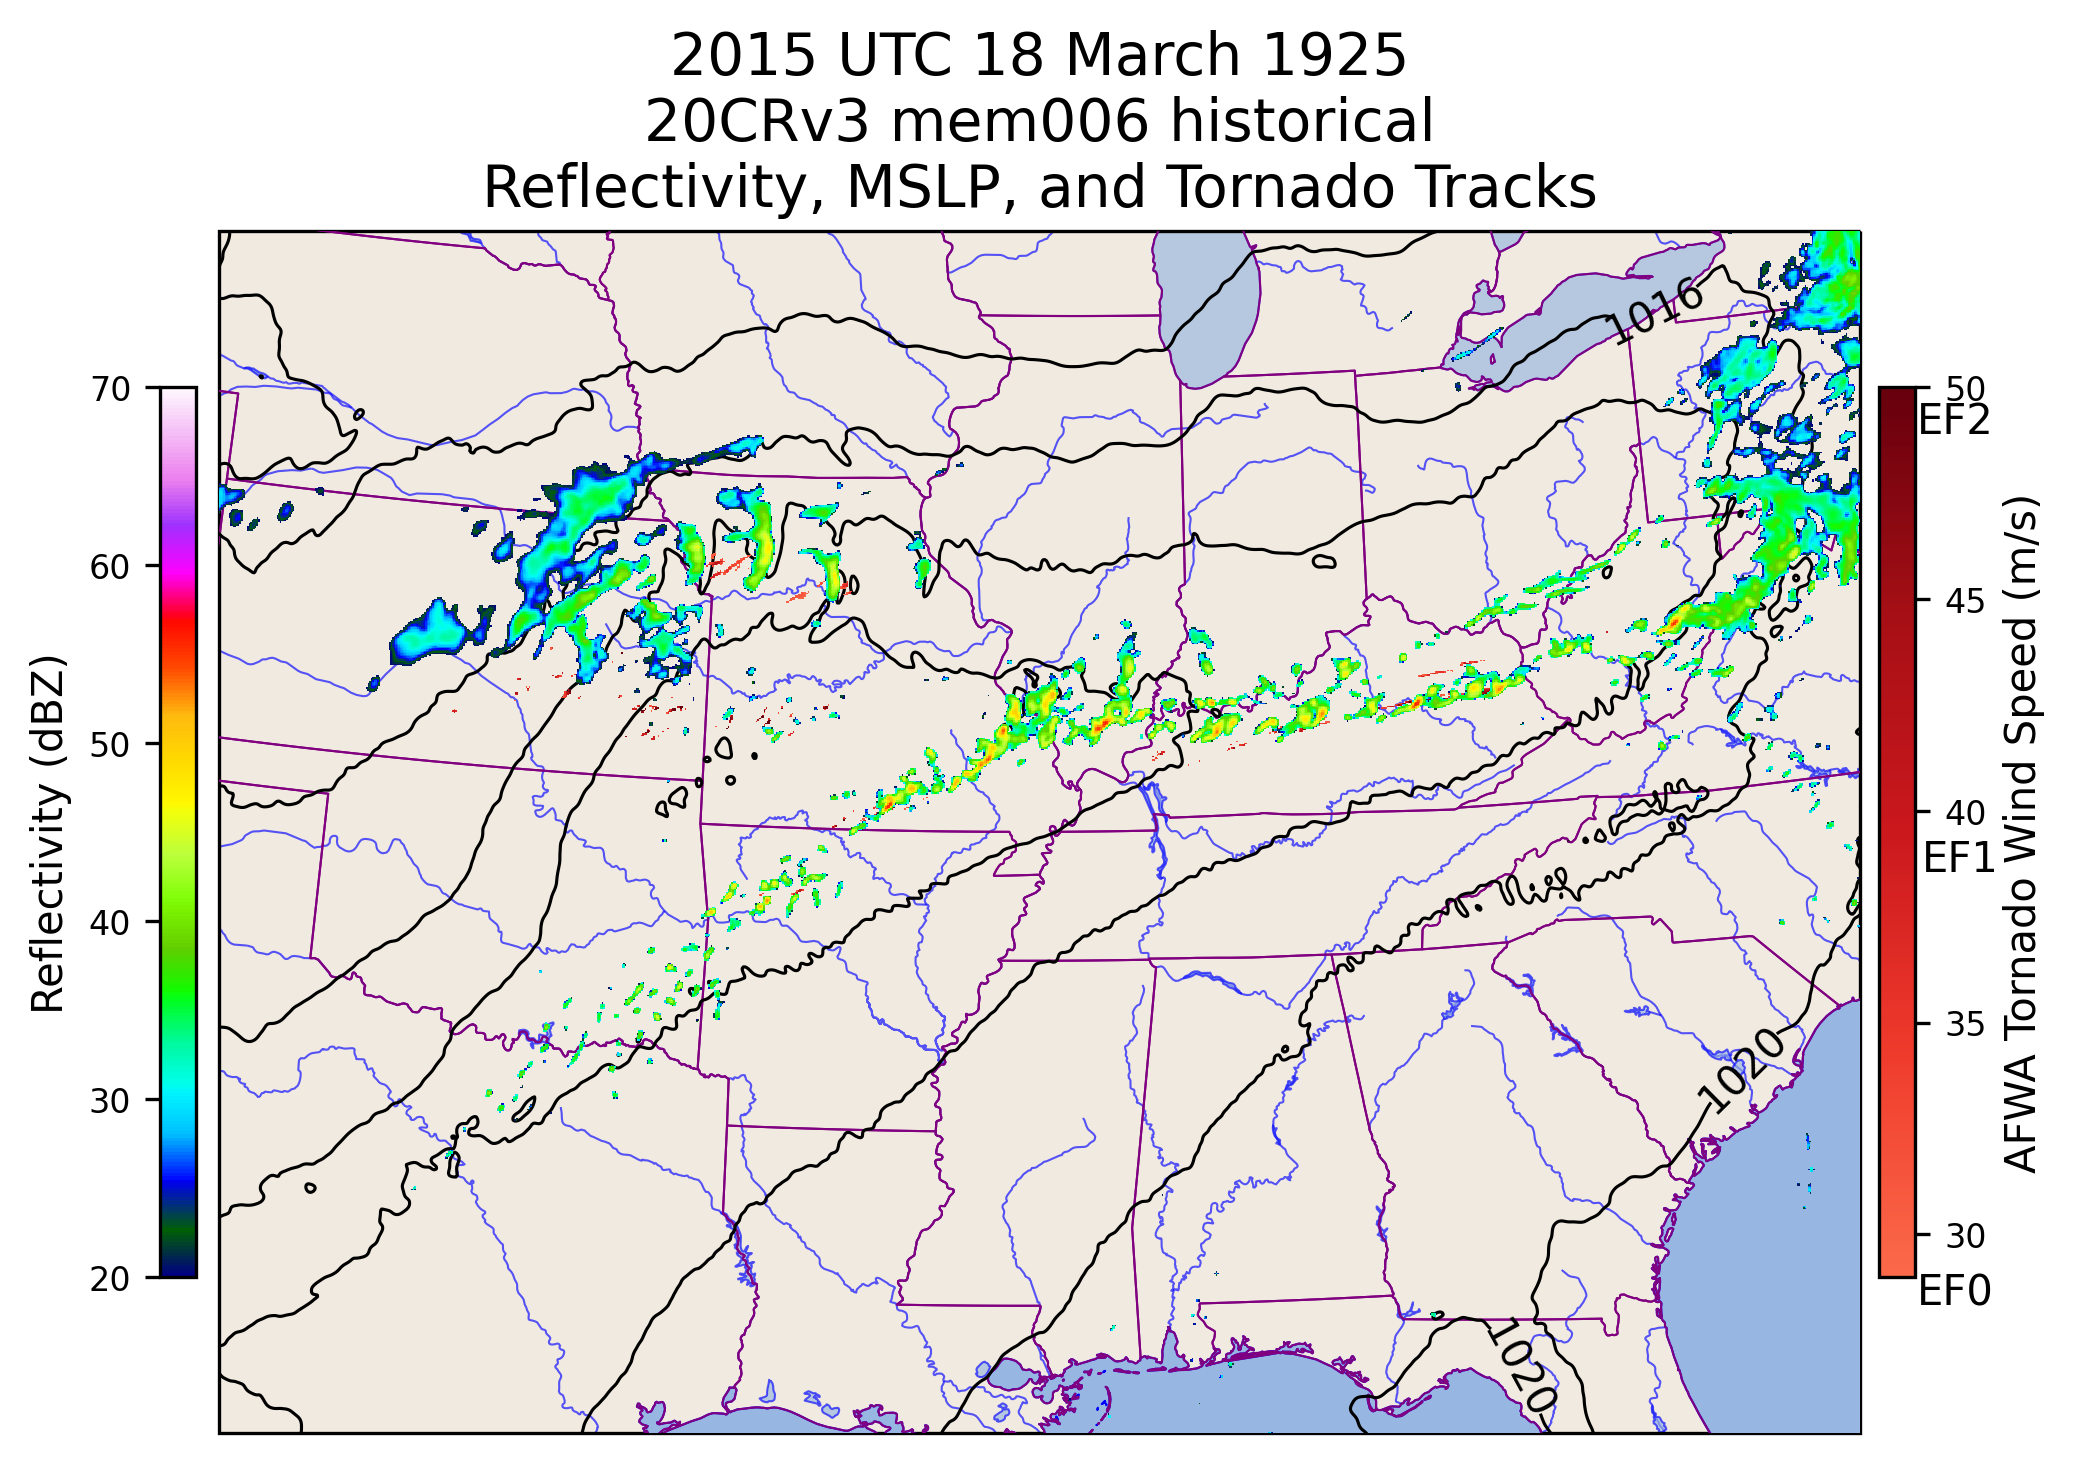 2015 UTC 18 March 1925
20CRv3 mem006 historical
Reflectivity, MSLP, and Tornado Tracks
70
60
50
40
30
20
Reflectivity (dBZ)
1016
1020
1020
50
EF2
45
40
EF1
35
30
EF0
AFWA Tornado Wind Speed (m/s)